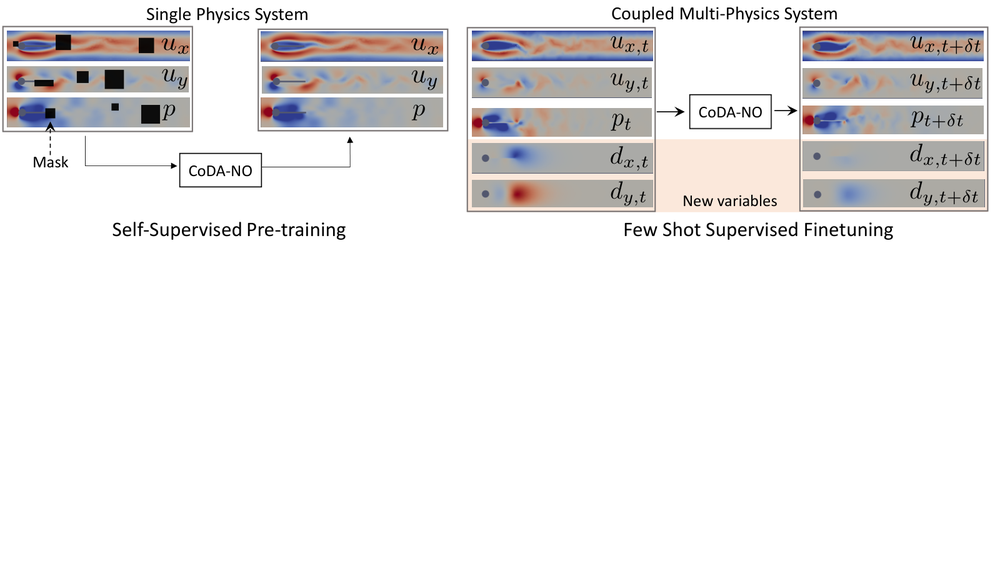 Single Physics System
u_x
u_y
p
Mask
CoDA-NO
u_x
u_y
p
Self-Supervised Pre-training
Coupled Multi-Physics System
u_{x,t}
u_{y,t}
p_t
d_{x,t}
d_{y,t}
CoDA-NO
New variables
u_{x,t+δt}
u_{y,t+δt}
p_{t+δt}
d_{x,t+δt}
d_{y,t+δt}
Few Shot Supervised Finetuning